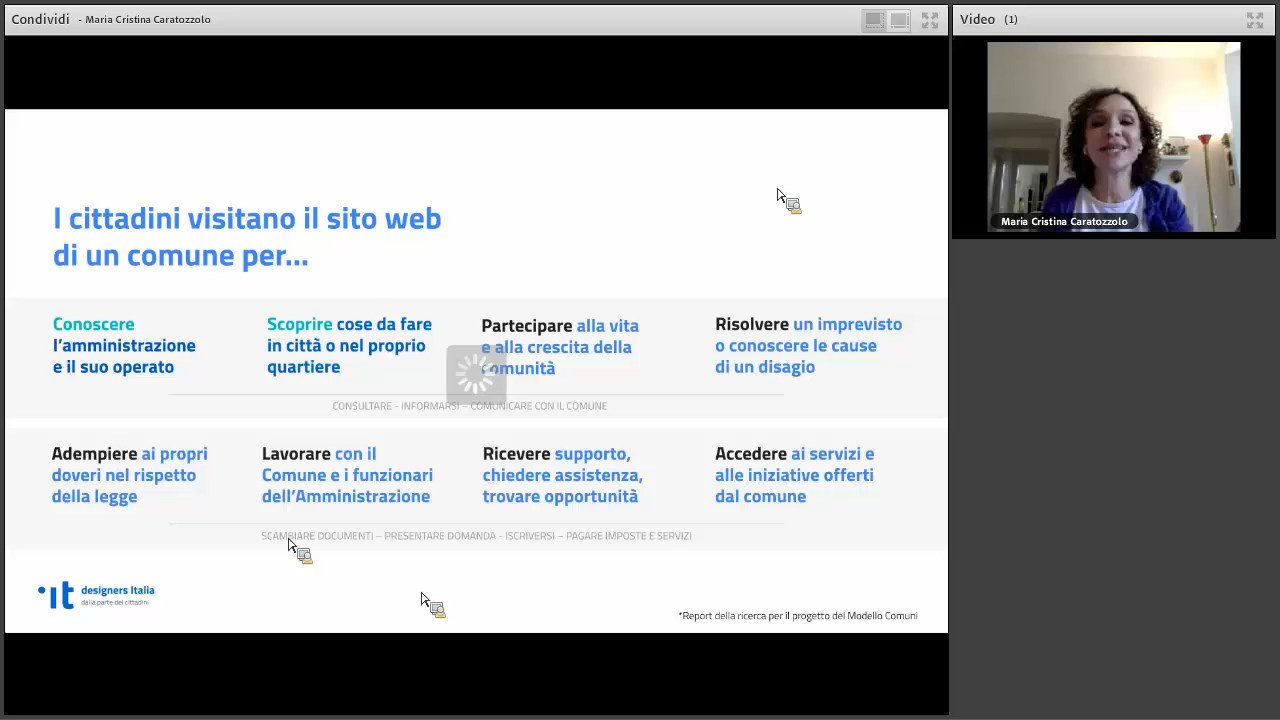 Condividi - Maria Cristina Caratozzolo
Video (1)
Maria Cristina Caratozzolo
I cittadini visitano il sito web
di un comune per...
Conoscere
l'amministrazione
e il suo operato
Scoprire cose da fare
in città o nel proprio
quartiere
Partecipare alla vita
e alla crescita della
comunità
Risolvere un imprevisto
o conoscere le cause
di un disagio
CONSULTARE - INFORMARSI – COMUNICARE CON IL COMUNE
Adempiere ai propri
doveri nel rispetto
della legge
Lavorare con il
Comune e i funzionari
dell'Amministrazione
Ricevere supporto,
chiedere assistenza,
trovare opportunità
Accedere ai servizi e
alle iniziative offerti
dal comune
SCAMBIARE DOCUMENTI – PRESENTARE DOMANDA - ISCRIVERSI – PAGARE IMPOSTE E SERVIZI
it designers Italia
dalla parte dei cittadini
*Report della ricerca per il progetto del Modello Comuni